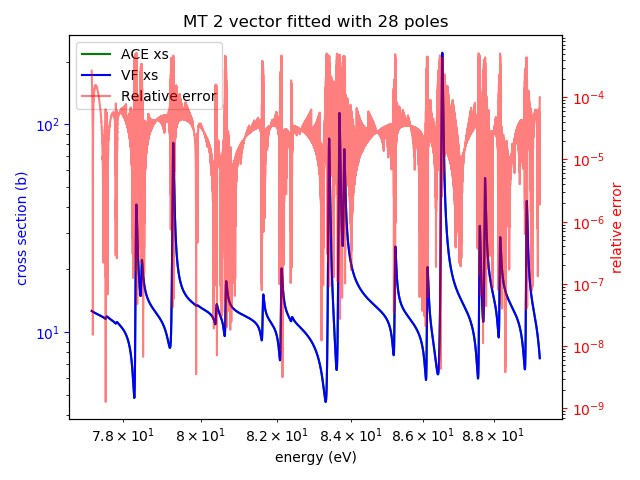 MT 2 vector fitted with 28 poles
ACE xs
VF xs
Relative error
10²
10¹
cross section (b)
10⁻⁴
10⁻⁵
10⁻⁶
10⁻⁷
10⁻⁸
10⁻⁹
relative error
7.8 × 10¹ 8 × 10¹ 8.2 × 10¹ 8.4 × 10¹ 8.6 × 10¹ 8.8 × 10¹
energy (eV)